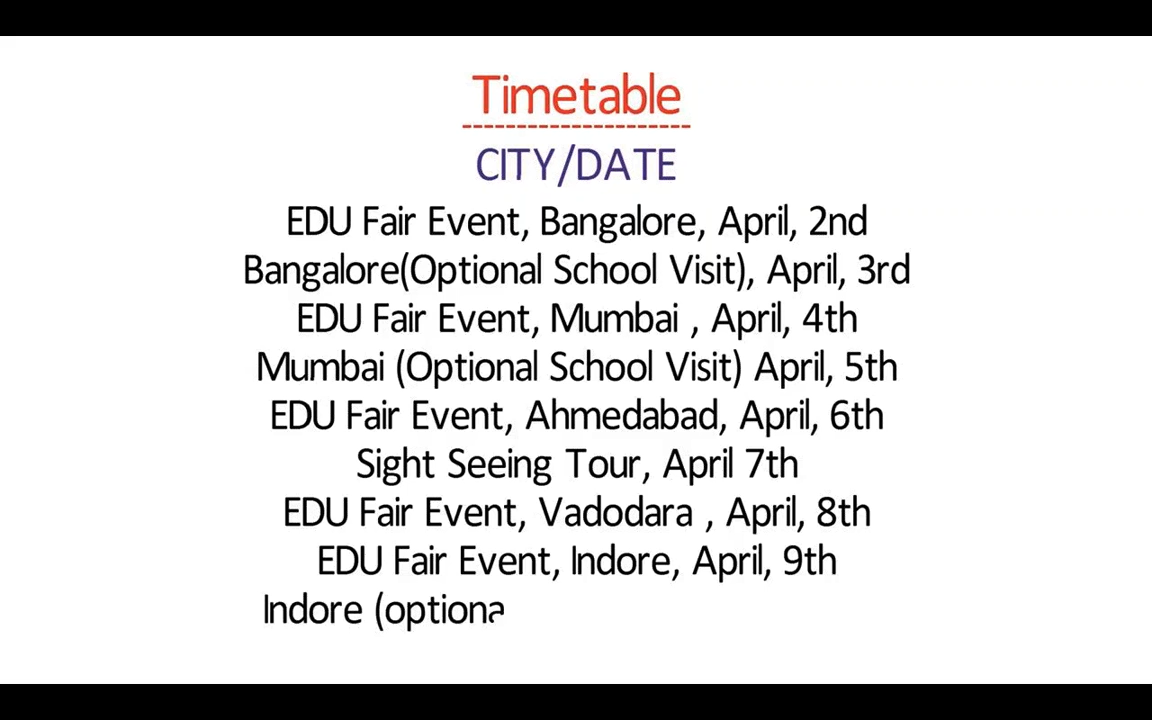 Timetable
CITY/DATE
EDU Fair Event, Bangalore, April, 2nd
Bangalore(Optional School Visit), April, 3rd
EDU Fair Event, Mumbai , April, 4th
Mumbai (Optional School Visit) April, 5th
EDU Fair Event, Ahmedabad, April, 6th
Sight Seeing Tour, April 7th
EDU Fair Event, Vadodara , April, 8th
EDU Fair Event, Indore, April, 9th
Indore (optiona